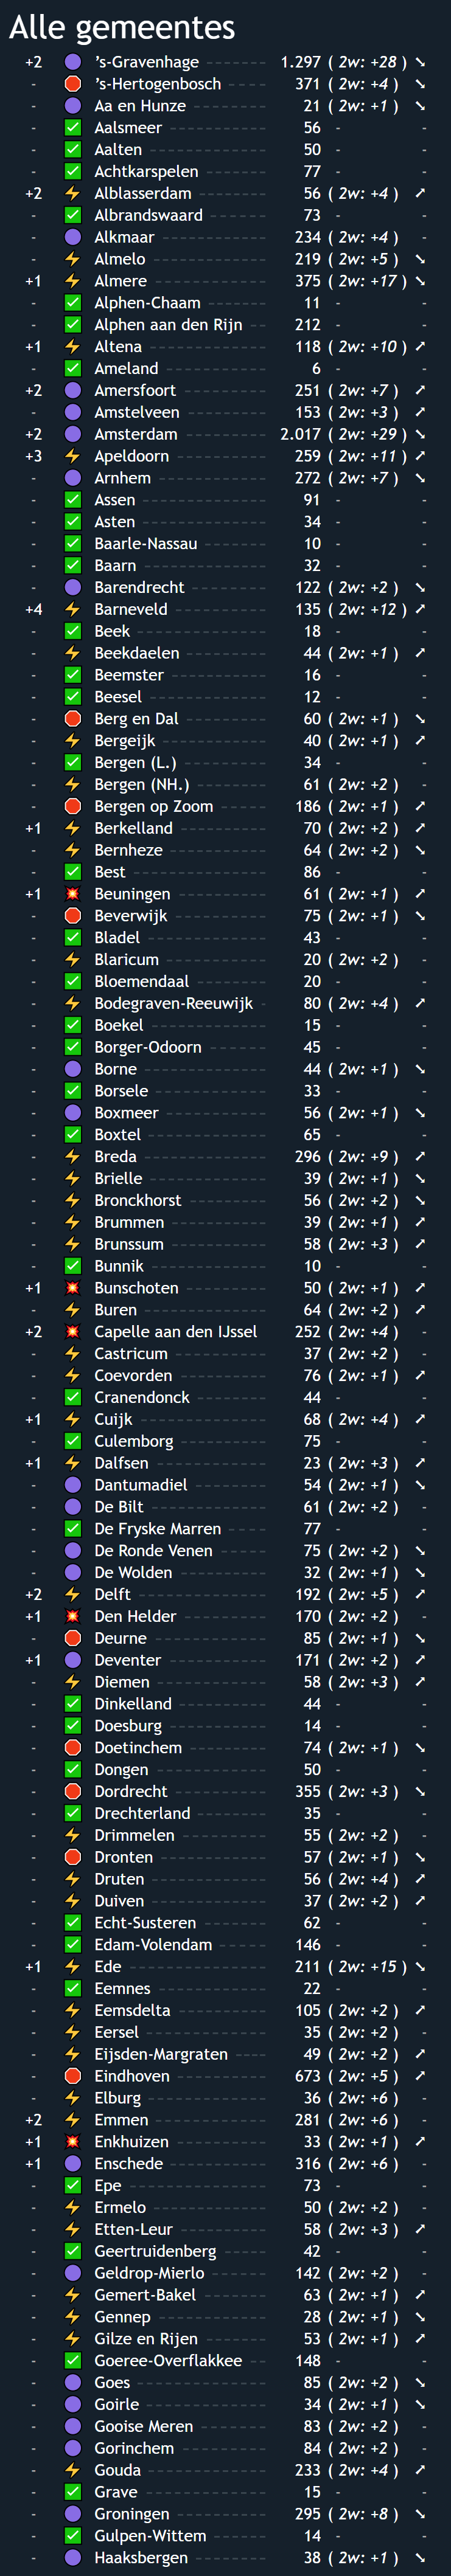 Alle gemeentes
+2 's-Gravenhage 1.297 ( 2w: +28 ) ➘
- 's-Hertogenbosch 371 ( 2w: +4 ) ➘
- Aa en Hunze 21 ( 2w: +1 ) ➘
- Aalsmeer 56 - -
- Aalten 50 - -
- Achtkarspelen 77 - -
+2 Alblasserdam 56 ( 2w: +4 ) ➚
- Albrandswaard 73 - -
- Alkmaar 234 ( 2w: +4 ) -
- Almelo 219 ( 2w: +5 ) ➘
+1 Almere 375 ( 2w: +17 ) ➘
- Alphen-Chaam 11 - -
- Alphen aan den Rijn 212 - -
+1 Altena 118 ( 2w: +10 ) ➚
- Ameland 6 - -
+2 Amersfoort 251 ( 2w: +7 ) ➚
- Amstelveen 153 ( 2w: +3 ) ➚
+2 Amsterdam 2.017 ( 2w: +29 ) ➘
+3 Apeldoorn 259 ( 2w: +11 ) ➚
- Arnhem 272 ( 2w: +7 ) ➘
- Assen 91 - -
- Asten 34 - -
- Baarle-Nassau 10 - -
- Baarn 32 - -
- Barendrecht 122 ( 2w: +2 ) ➘
+4 Barneveld 135 ( 2w: +12 ) ➚
- Beek 18 - -
- Beekdaelen 44 ( 2w: +1 ) ➚
- Beemster 16 - -
- Beesel 12 - -
- Berg en Dal 60 ( 2w: +1 ) ➘
- Bergeijk 40 ( 2w: +1 ) ➚
- Bergen (L.) 34 - -
- Bergen (NH.) 61 ( 2w: +2 ) -
- Bergen op Zoom 186 ( 2w: +1 ) ➚
+1 Berkelland 70 ( 2w: +2 ) ➚
- Bernheze 64 ( 2w: +2 ) ➘
- Best 86 - -
+1 Beuningen 61 ( 2w: +1 ) ➚
- Beverwijk 75 ( 2w: +1 ) ➘
- Bladel 43 - -
- Blaricum 20 ( 2w: +2 ) -
- Bloemendaal 20 - -
- Bodegraven-Reeuwijk 80 ( 2w: +4 ) ➚
- Boekel 15 - -
- Borger-Odoorn 45 - -
- Borne 44 ( 2w: +1 ) ➘
- Borsele 33 - -
- Boxmeer 56 ( 2w: +1 ) ➘
- Boxtel 65 - -
- Breda 296 ( 2w: +9 ) ➚
- Brielle 39 ( 2w: +1 ) ➘
- Bronckhorst 56 ( 2w: +2 ) ➘
- Brummen 39 ( 2w: +1 ) ➚
- Brunssum 58 ( 2w: +3 ) ➚
- Bunnik 10 - -
+1 Bunschoten 50 ( 2w: +1 ) ➚
- Buren 64 ( 2w: +2 ) ➚
+2 Capelle aan den IJssel 252 ( 2w: +4 ) -
- Castricum 37 ( 2w: +2 ) -
- Coevorden 76 ( 2w: +1 ) ➚
- Cranendonck 44 - -
+1 Cuijk 68 ( 2w: +4 ) ➚
- Culemborg 75 - -
+1 Dalfsen 23 ( 2w: +3 ) ➚
- Dantumadiel 54 ( 2w: +1 ) ➘
- De Bilt 61 ( 2w: +2 ) -
- De Fryske Marren 77 - -
- De Ronde Venen 75 ( 2w: +2 ) ➘
- De Wolden 32 ( 2w: +1 ) ➘
+2 Delft 192 ( 2w: +5 ) ➚
+1 Den Helder 170 ( 2w: +2 ) -
- Deurne 85 ( 2w: +1 ) ➘
+1 Deventer 171 ( 2w: +2 ) ➚
- Diemen 58 ( 2w: +3 ) ➚
- Dinkelland 44 - -
- Doesburg 14 - -
- Doetinchem 74 ( 2w: +1 ) ➘
- Dongen 50 - -
- Dordrecht 355 ( 2w: +3 ) ➘
- Drechterland 35 - -
- Drimmelen 55 ( 2w: +2 ) -
- Dronten 57 ( 2w: +1 ) ➘
- Druten 56 ( 2w: +4 ) ➚
- Duiven 37 ( 2w: +2 ) ➚
- Echt-Susteren 62 - -
- Edam-Volendam 146 - -
+1 Ede 211 ( 2w: +15 ) ➘
- Eemnes 22 - -
- Eemsdelta 105 ( 2w: +2 ) ➚
- Eersel 35 ( 2w: +2 ) -
- Eijsden-Margraten 49 ( 2w: +2 ) ➚
- Eindhoven 673 ( 2w: +5 ) ➚
- Elburg 36 ( 2w: +6 ) -
+2 Emmen 281 ( 2w: +6 ) -
+1 Enkhuizen 33 ( 2w: +1 ) ➚
+1 Enschede 316 ( 2w: +6 ) -
- Epe 73 - -
- Ermelo 50 ( 2w: +2 ) -
- Etten-Leur 58 ( 2w: +3 ) ➚
- Geertruidenberg 42 - -
- Geldrop-Mierlo 142 ( 2w: +2 ) -
- Gemert-Bakel 63 ( 2w: +1 ) ➚
- Gennep 28 ( 2w: +1 ) ➘
- Gilze en Rijen 53 ( 2w: +1 ) ➚
- Goeree-Overflakkee 148 - -
- Goes 85 ( 2w: +2 ) ➘
- Goirle 34 ( 2w: +1 ) ➘
- Gooise Meren 83 ( 2w: +2 ) -
- Gorinchem 84 ( 2w: +2 ) -
- Gouda 233 ( 2w: +4 ) ➚
- Grave 15 - -
- Groningen 295 ( 2w: +8 ) ➘
- Gulpen-Wittem 14 - -
- Haaksbergen 38 ( 2w: +1 ) ➘